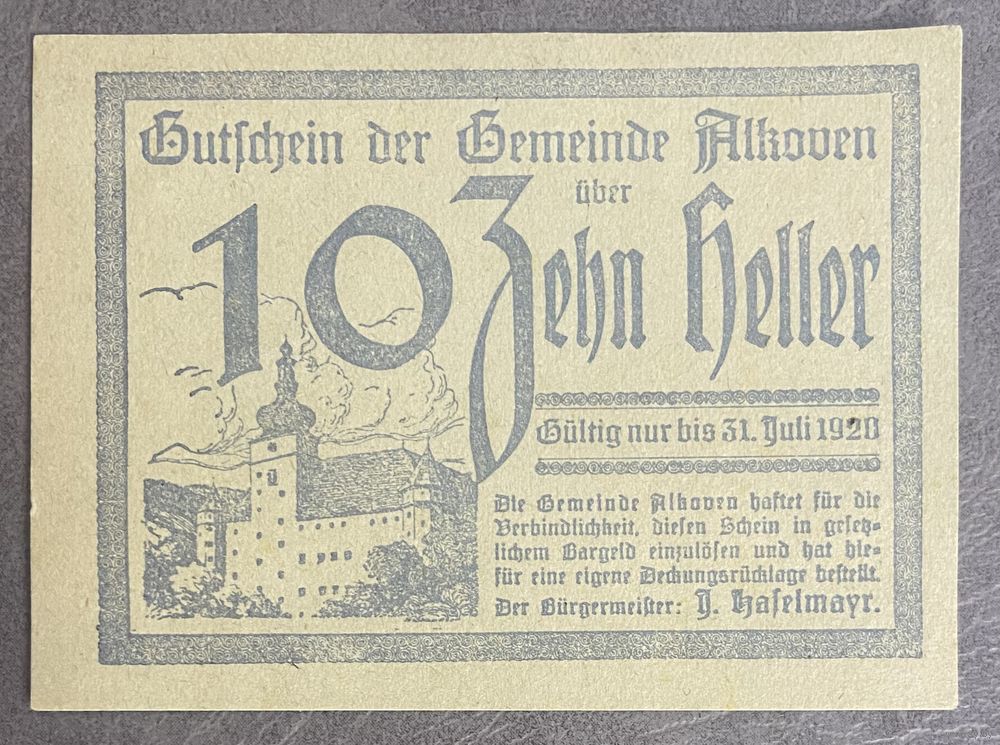 Gutschein der Gemeinde Alkoven
über
10 Zehn Heller
Gültig nur bis 31. Juli 1920
Die Gemeinde Alkoven haftet für die
Verbindlichkeit, diesen Schein in gesetz-
lichem Bargeld einzulösen und hat hie-
für eine eigene Deckungsrücklage bestellt.
Der Bürgermeister: J. Haselmayr.